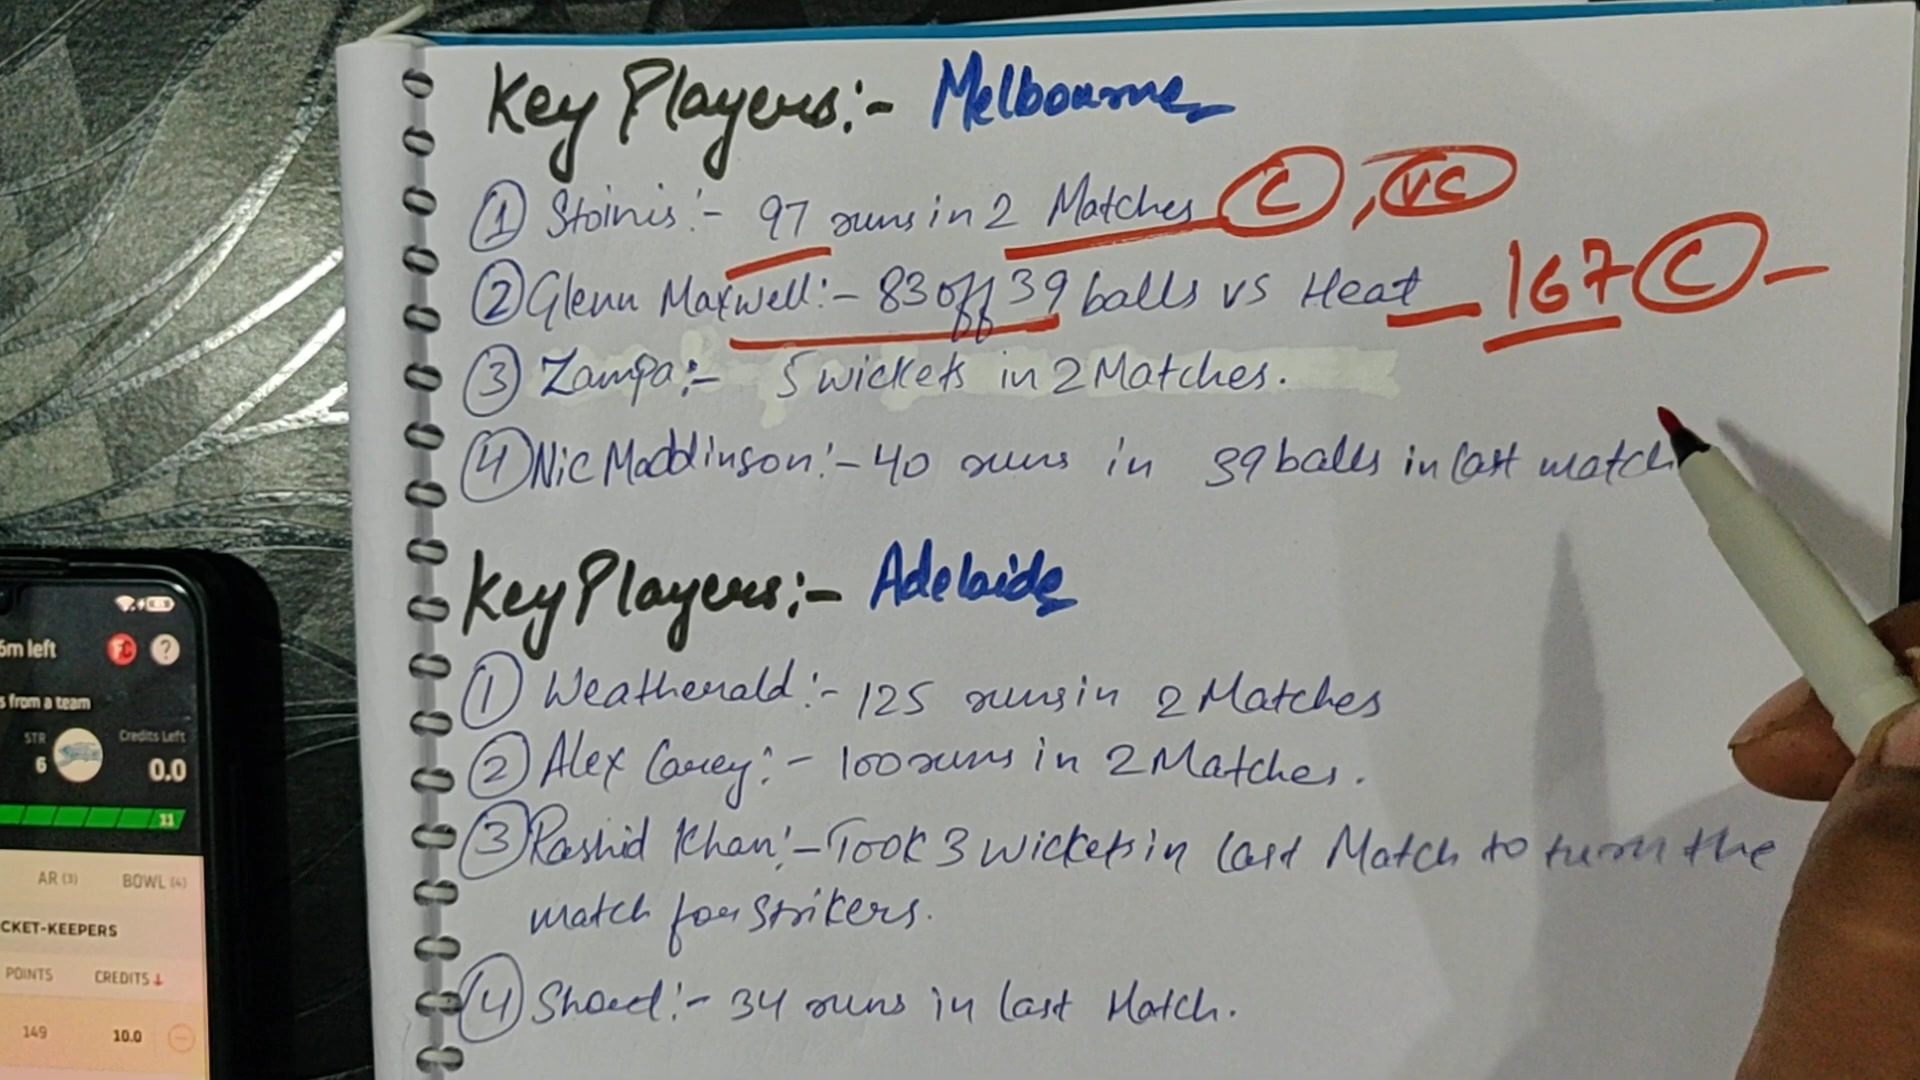 Key Players:- Melbourne
① Stoinis:- 97 runs in 2 Matches C, VC
② Glenn Maxwell:- 83 off 39 balls vs Heat 167 C -
③ Zampa:- 5 wickets in 2 Matches.
④ Nic Maddinson:- 40 runs in 39 balls in last match
Key Players:- Adelaide
① Weatherald:- 125 runs in 2 Matches
② Alex Carey:- 100 runs in 2 Matches.
③ Rashid Khan:- Took 3 wickets in last Match to turn the
match for strikers.
④ Short:- 34 runs in last Match.
6m left FC ?
s from a team
STR Credits Left
6 0.0
11
AR (3) BOWL (4)
CKET-KEEPERS
POINTS CREDITS↓
149 10.0